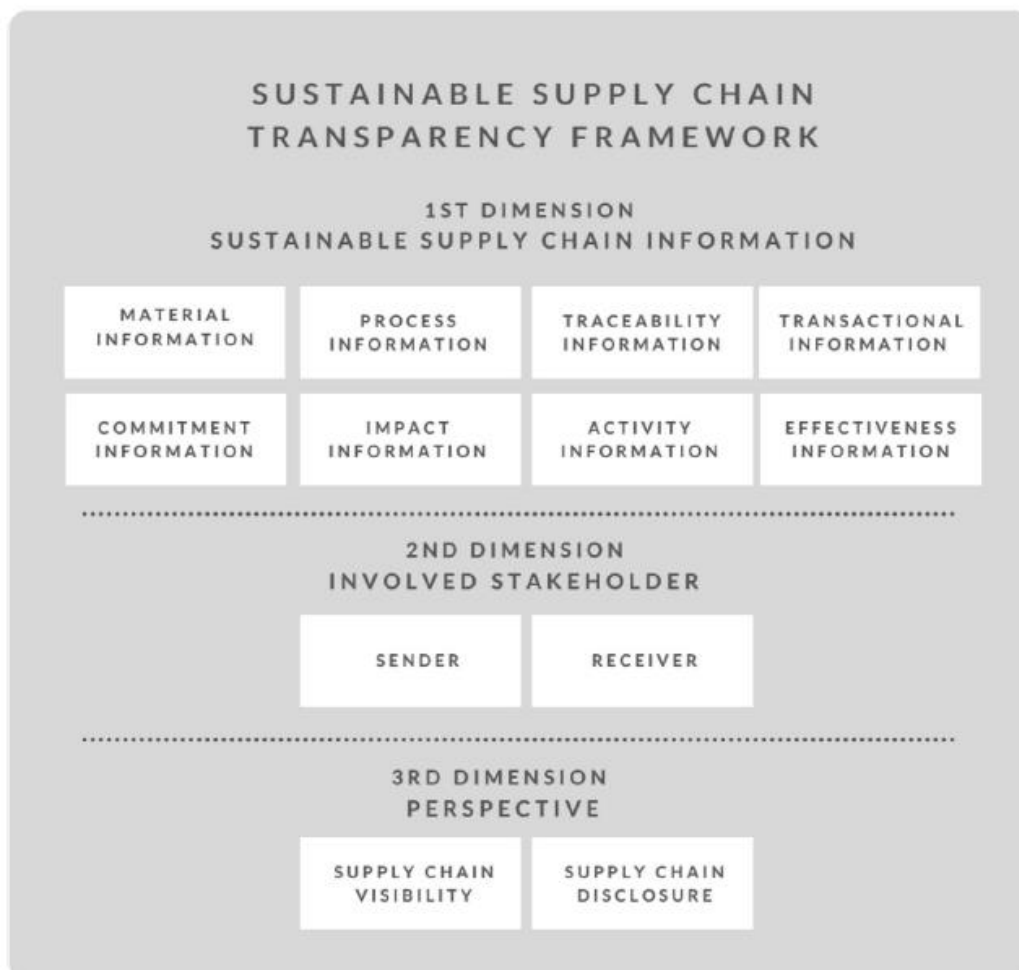 SUSTAINABLE SUPPLY CHAIN
TRANSPARENCY FRAMEWORK
1ST DIMENSION
SUSTAINABLE SUPPLY CHAIN INFORMATION
MATERIAL
INFORMATION
PROCESS
INFORMATION
TRACEABILITY
INFORMATION
TRANSACTIONAL
INFORMATION
COMMITMENT
INFORMATION
IMPACT
INFORMATION
ACTIVITY
INFORMATION
EFFECTIVENESS
INFORMATION
2ND DIMENSION
INVOLVED STAKEHOLDER
SENDER
RECEIVER
3RD DIMENSION
PERSPECTIVE
SUPPLY CHAIN
VISIBILITY
SUPPLY CHAIN
DISCLOSURE